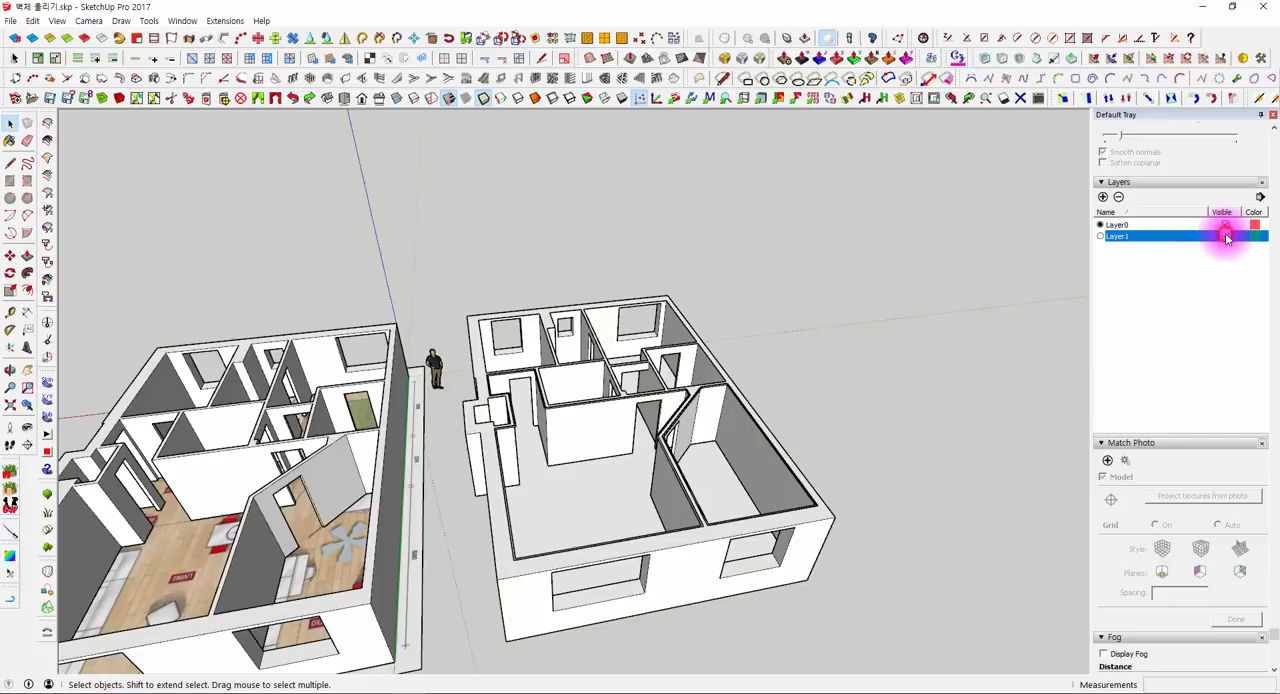 벽체 올리기.skp - SketchUp Pro 2017
File Edit View Camera Draw Tools Window Extensions Help
Default Tray
Smooth normals
Soften coplanar
Layers
Name Visible Color
Layer0
Layer1
Match Photo
Model
Project textures from photo
Grid On Auto
Style:
Planes:
Spacing:
Done
Fog
Display Fog
Distance
Select objects. Shift to extend select. Drag mouse to select multiple.
Measurements